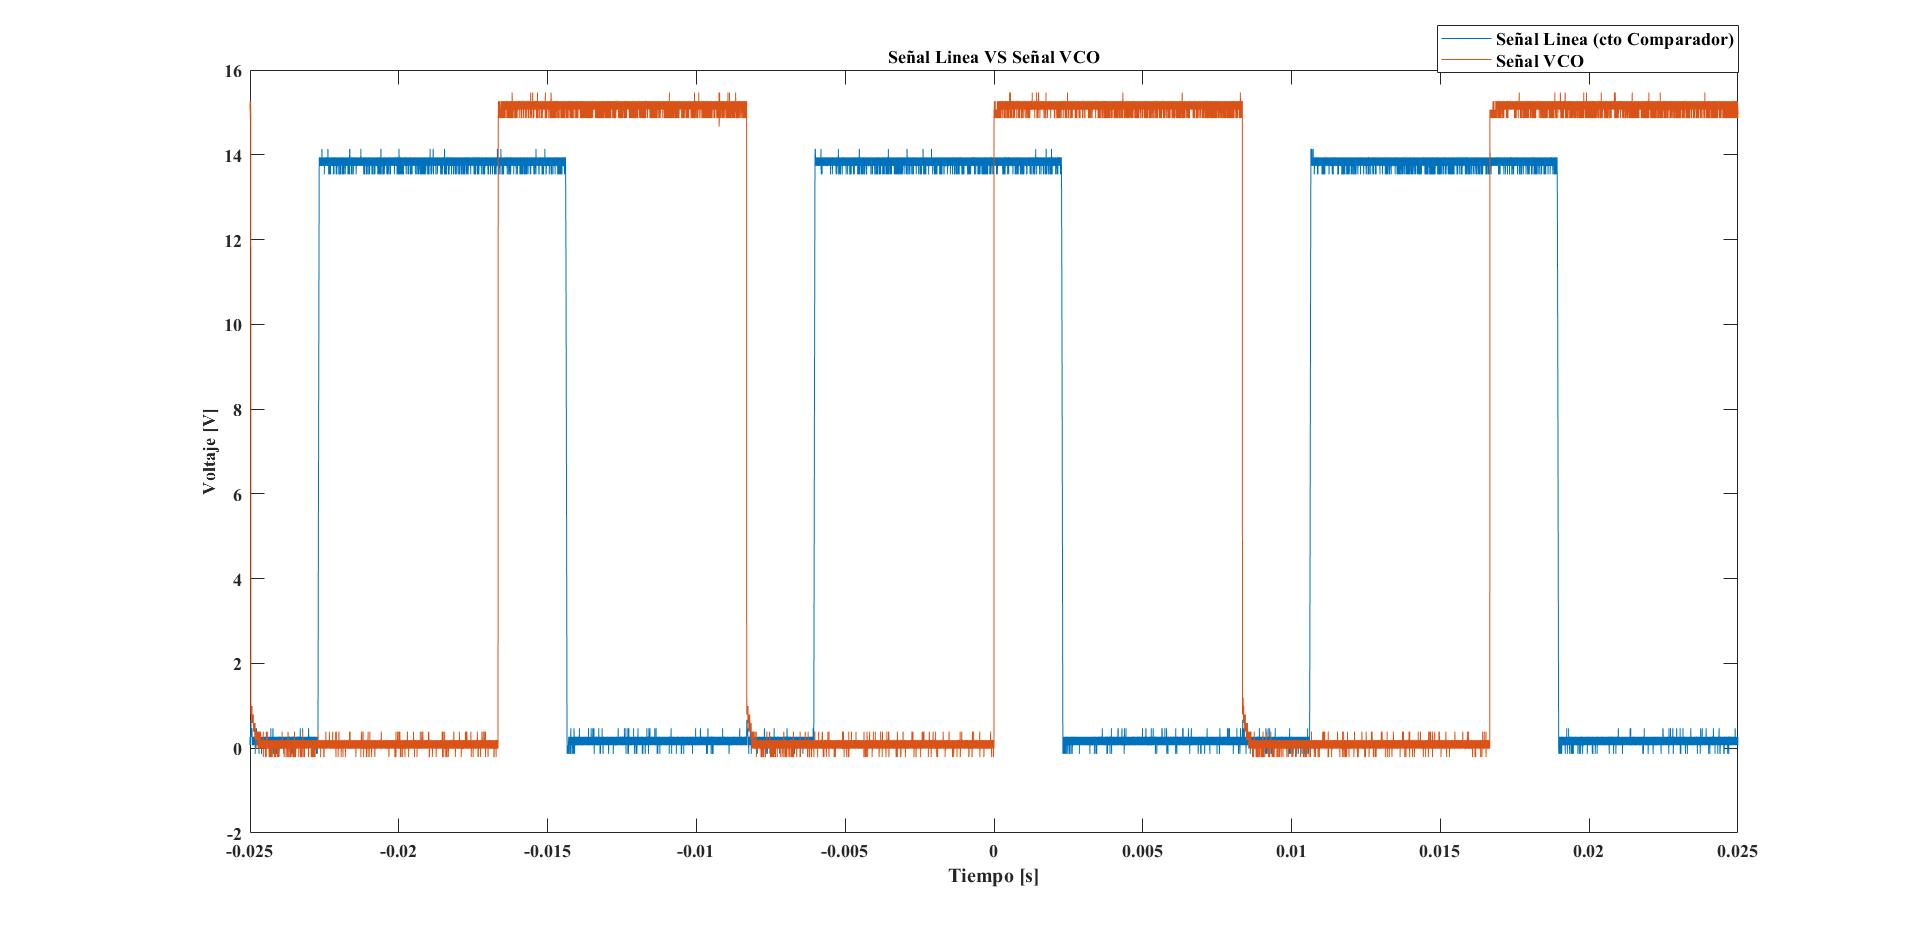 Señal Linea VS Señal VCO
Señal Linea (cto Comparador)
Señal VCO
16
14
12
10
8
6
4
2
0
-2
Voltaje [V]
-0.025 -0.02 -0.015 -0.01 -0.005 0 0.005 0.01 0.015 0.02 0.025
Tiempo [s]